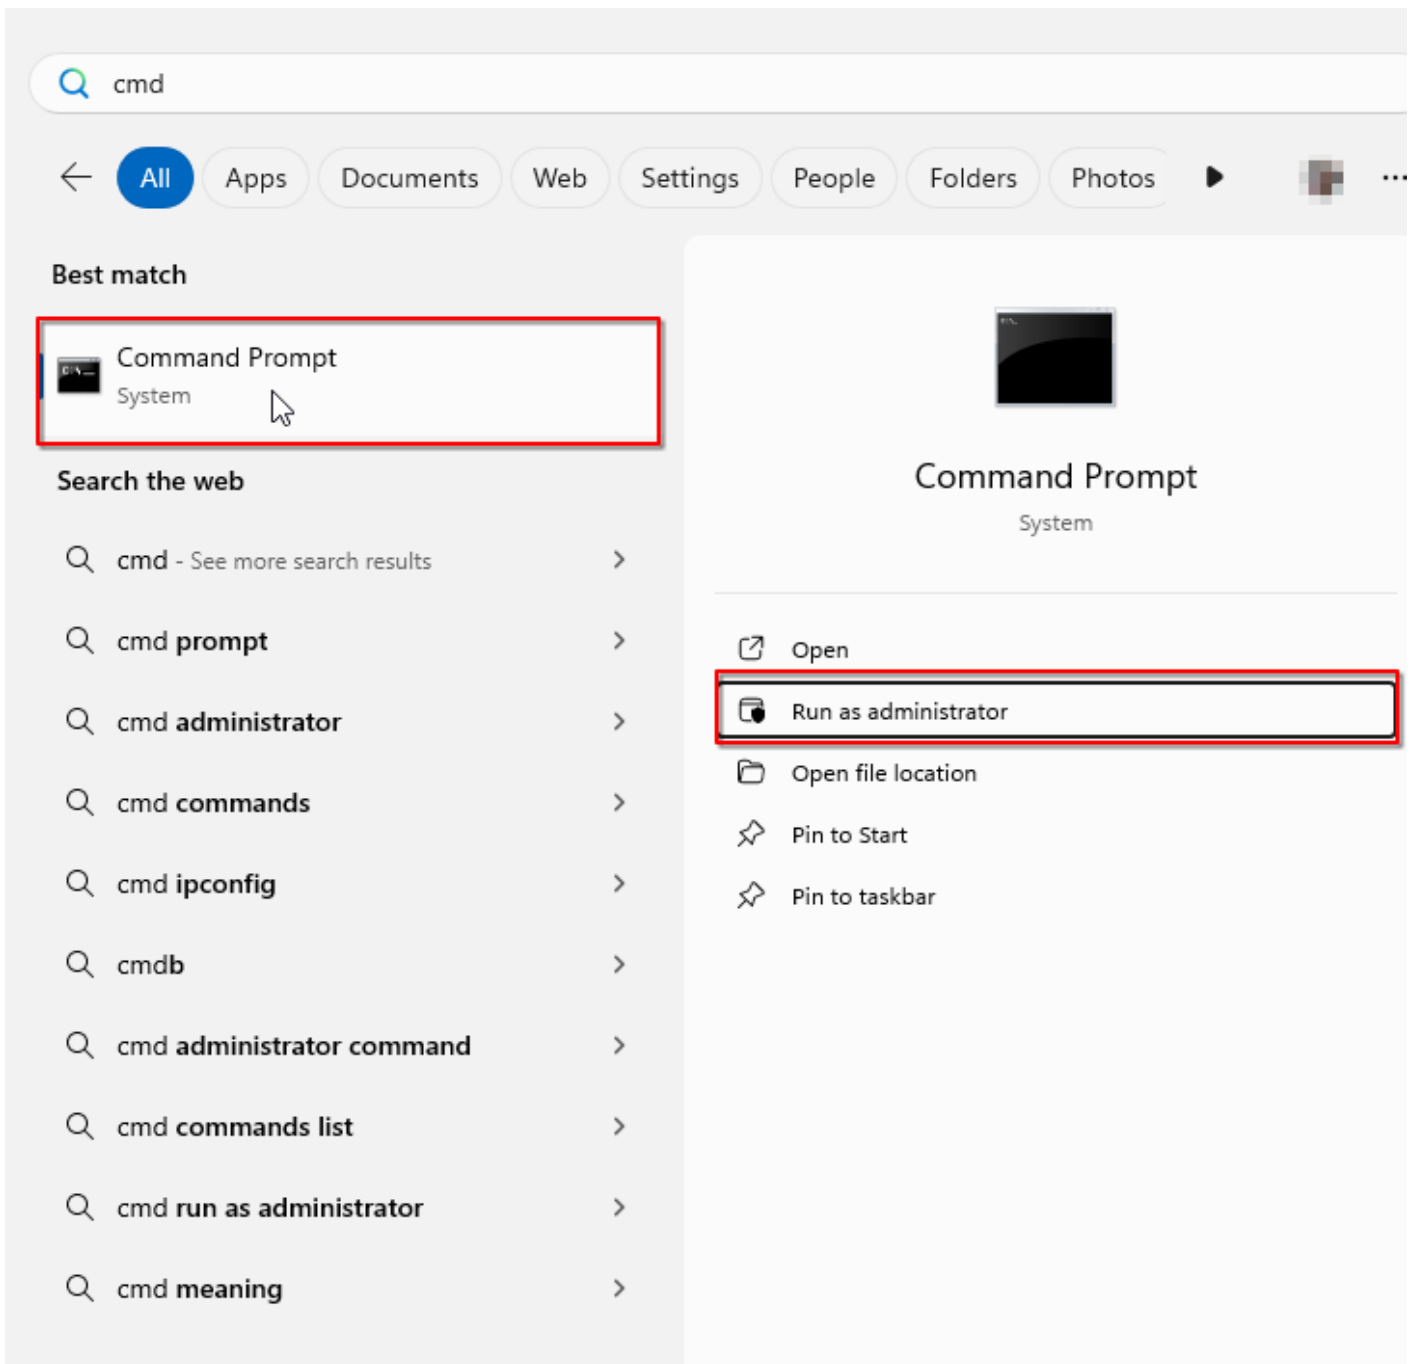 cmd
All Apps Documents Web Settings People Folders Photos
Best match
Command Prompt
System
Search the web
cmd - See more search results
cmd prompt
cmd administrator
cmd commands
cmd ipconfig
cmdb
cmd administrator command
cmd commands list
cmd run as administrator
cmd meaning
Command Prompt
System
Open
Run as administrator
Open file location
Pin to Start
Pin to taskbar